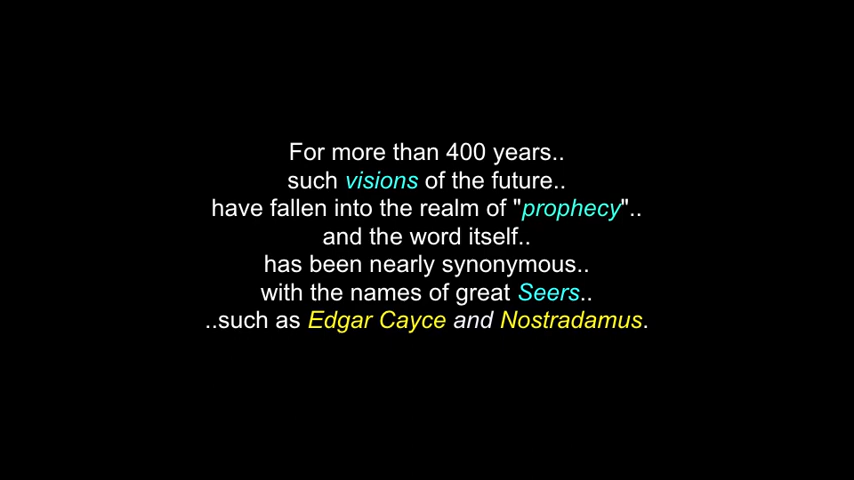 For more than 400 years..
such visions of the future..
have fallen into the realm of "prophecy"..
and the word itself..
has been nearly synonymous..
with the names of great Seers..
..such as Edgar Cayce and Nostradamus.